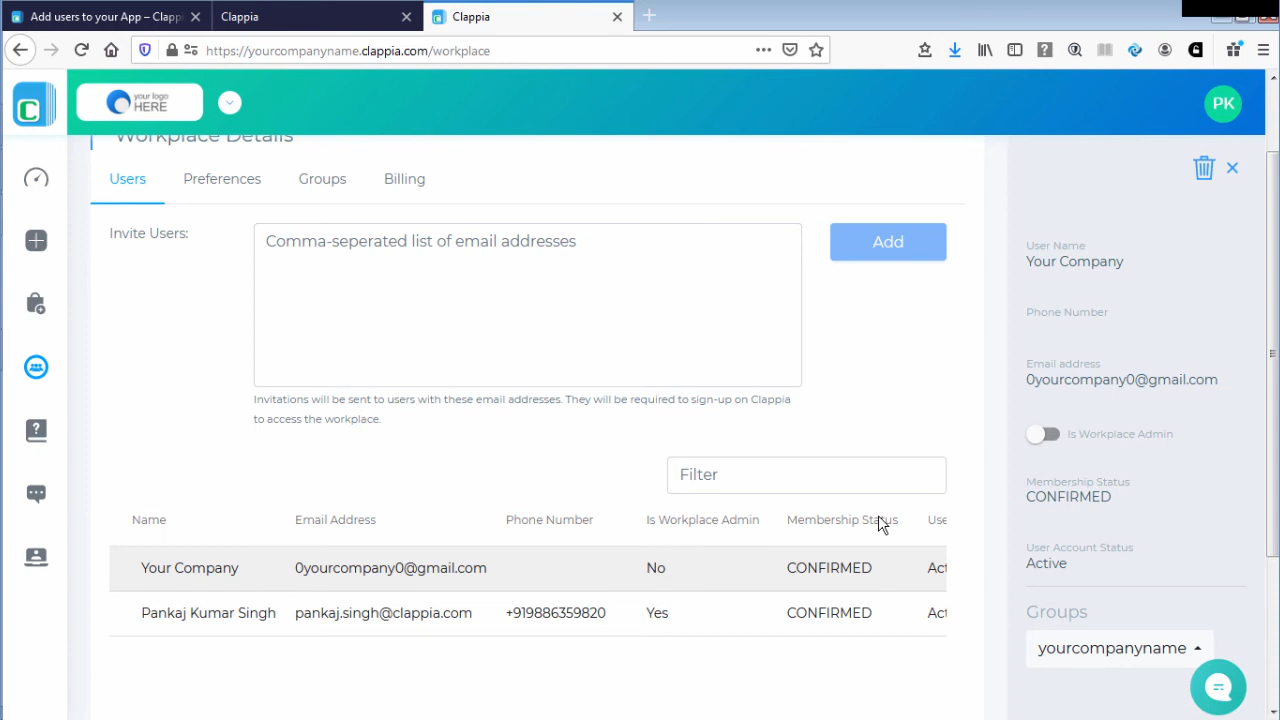 Add users to your App – Clappi
Clappia
Clappia
https://yourcompanyname.clappia.com/workplace
your logo
HERE
PK
Workplace Details
Users
Preferences
Groups
Billing
Invite Users:
Comma-seperated list of email addresses
Add
Invitations will be sent to users with these email addresses. They will be required to sign-up on Clappia
to access the workplace.
Filter
Name Email Address Phone Number Is Workplace Admin Membership Status Use
Your Company 0yourcompany0@gmail.com No CONFIRMED Act
Pankaj Kumar Singh pankaj.singh@clappia.com +919886359820 Yes CONFIRMED Act
User Name
Your Company
Phone Number
Email address
0yourcompany0@gmail.com
Is Workplace Admin
Membership Status
CONFIRMED
User Account Status
Active
Groups
yourcompanyname